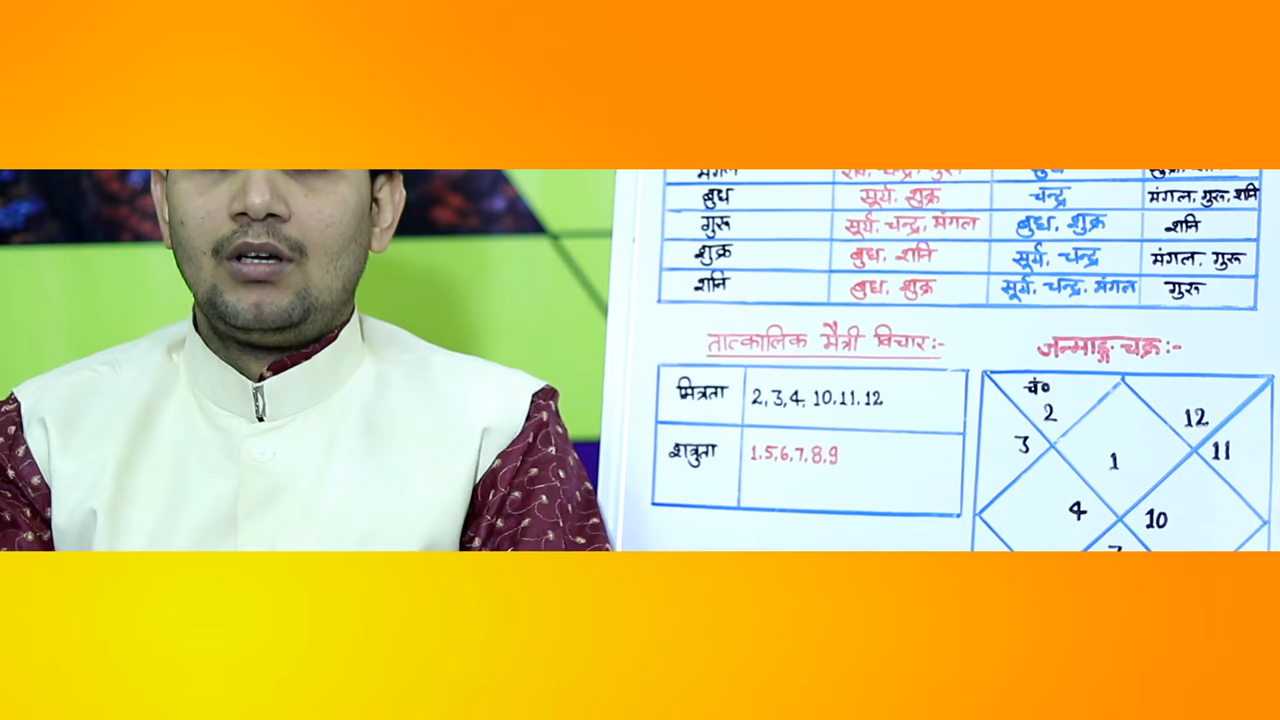 बुध सूर्य, शुक्र चन्द्र मंगल, गुरू, शनि
गुरू सूर्य, चन्द्र, मंगल बुध, शुक्र शनि
शुक्र बुध, शनि सूर्य, चन्द्र मंगल, गुरू
शनि बुध, शुक्र सूर्य, चन्द्र, मंगल गुरू
तात्कालिक मैत्री विचार:-
मित्रता 2, 3, 4, 10, 11, 12
शत्रुता 1, 5, 6, 7, 8, 9
जन्माङ्ग चक्र:-
चं०
2 12
3 11
1
4 10